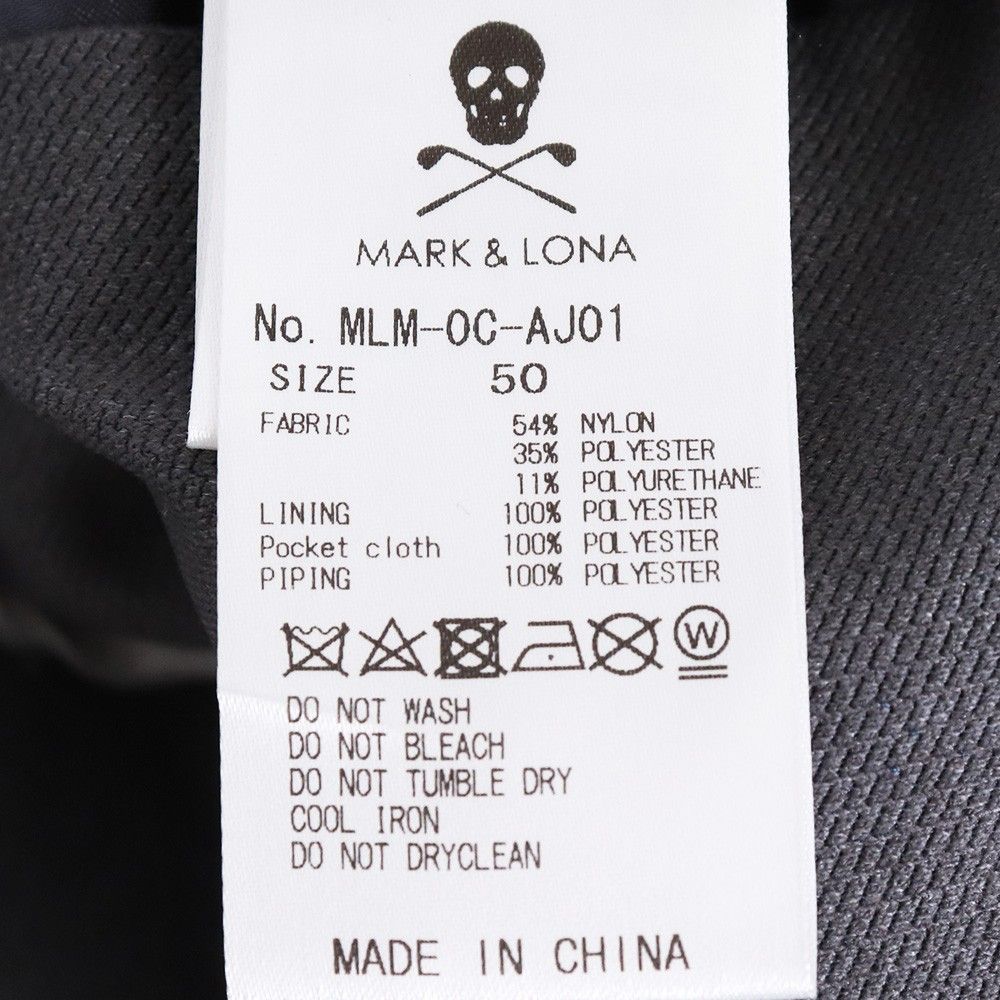 MARK & LONA
No. MLM-OC-AJ01
SIZE 50
FABRIC 54% NYLON
35% POLYESTER
11% POLYURETHANE
LINING 100% POLYESTER
Pocket cloth 100% POLYESTER
PIPING 100% POLYESTER
W
DO NOT WASH
DO NOT BLEACH
DO NOT TUMBLE DRY
COOL IRON
DO NOT DRYCLEAN
MADE IN CHINA